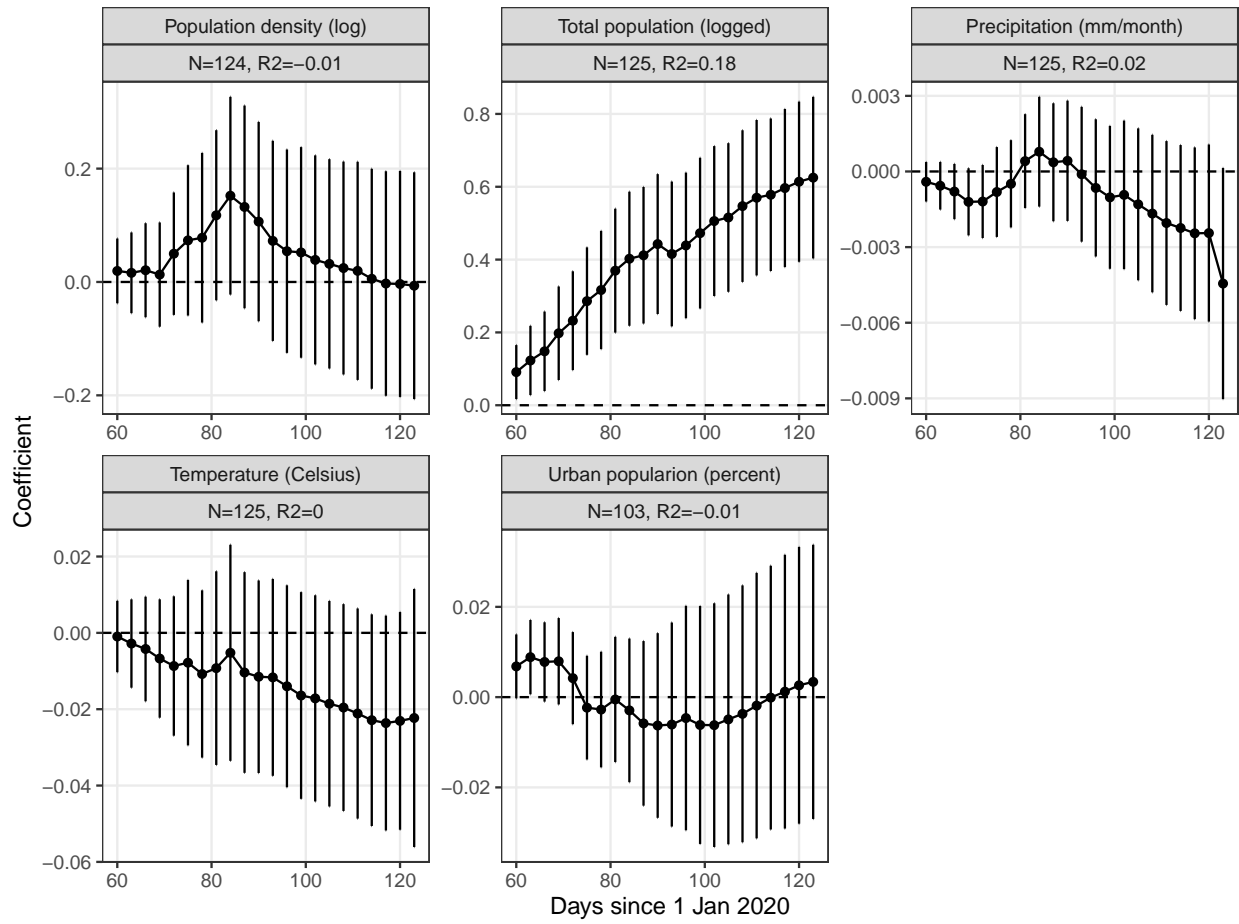 Population density (log)
N=124, R2=−0.01
0.2
0.0
−0.2
60 80 100 120
Total population (logged)
N=125, R2=0.18
0.8
0.6
0.4
0.2
0.0
60 80 100 120
Precipitation (mm/month)
N=125, R2=0.02
0.003
0.000
−0.003
−0.006
−0.009
60 80 100 120
Coefficient
Temperature (Celsius)
N=125, R2=0
0.02
0.00
−0.02
−0.04
−0.06
60 80 100 120
Urban popularion (percent)
N=103, R2=−0.01
0.02
0.00
−0.02
60 80 100 120
Days since 1 Jan 2020